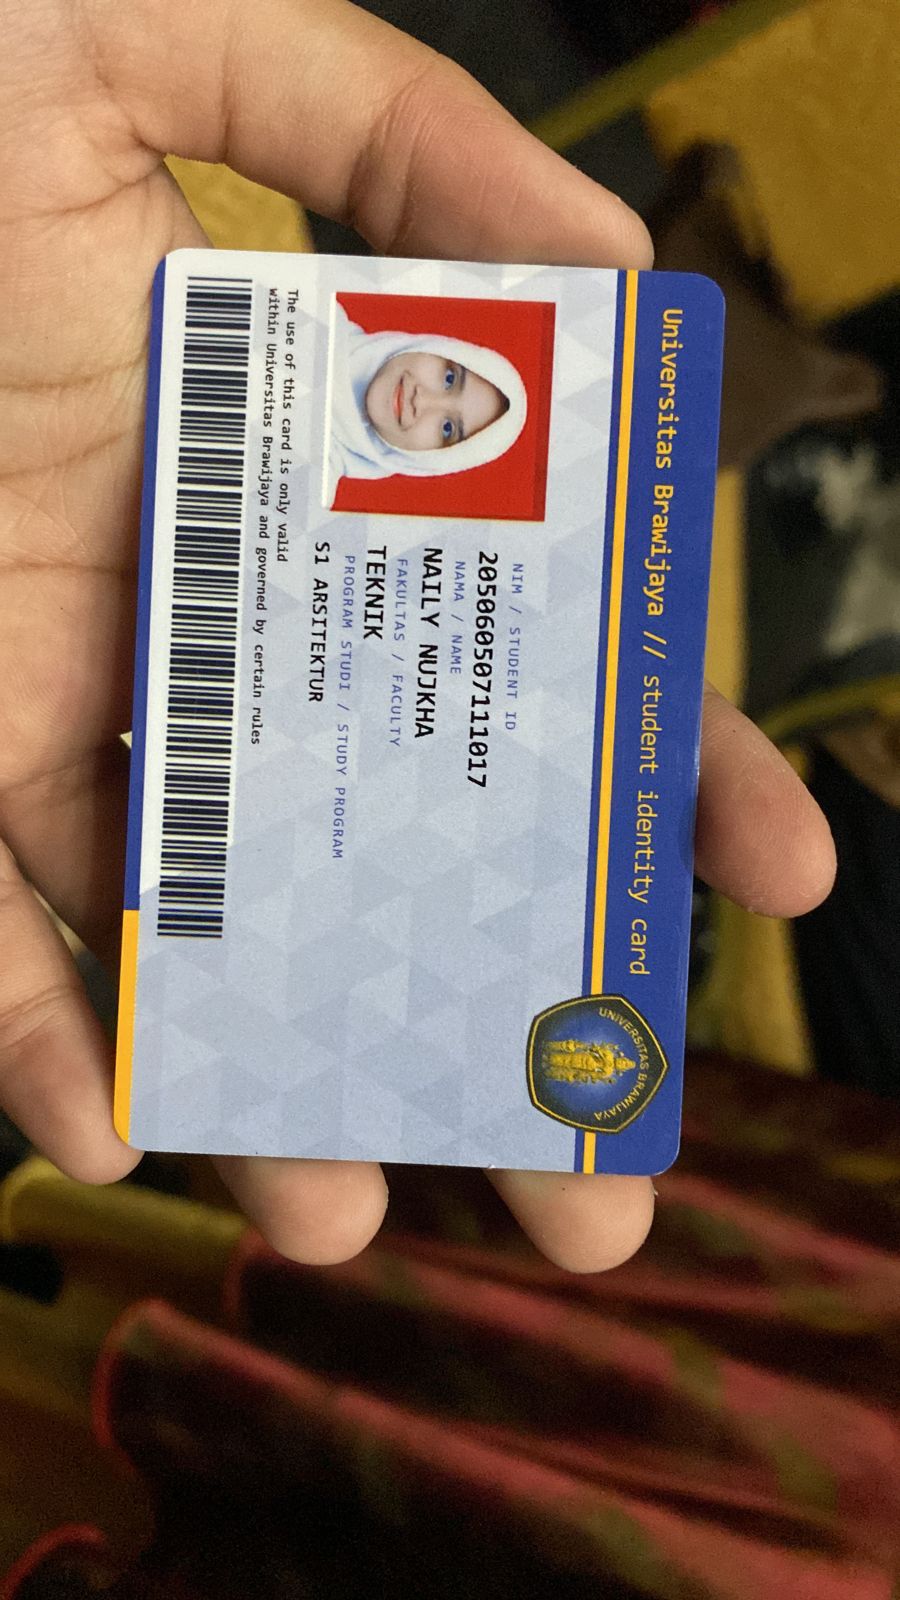 Universitas Brawijaya // student identity card
UNIVERSITAS BRAWIJAYA
NIM / STUDENT ID
205060507111017
NAMA / NAME
NAILY NUJKHA
FAKULTAS / FACULTY
TEKNIK
PROGRAM STUDI / STUDY PROGRAM
S1 ARSITEKTUR
The use of this card is only valid
within Universitas Brawijaya and governed by certain rules